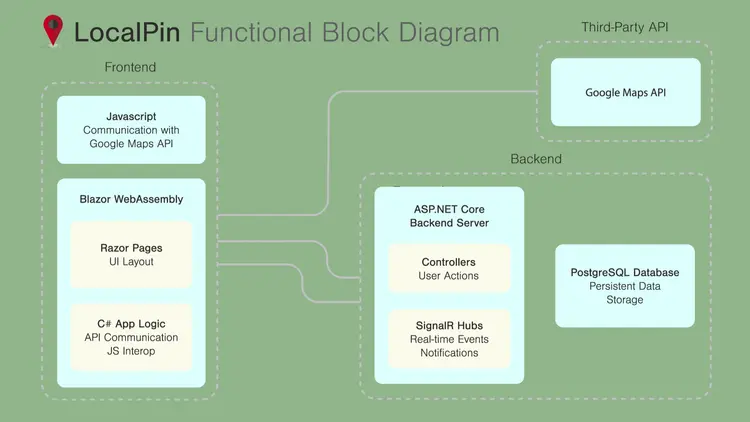 LocalPin Functional Block Diagram
Frontend
Javascript
Communication with
Google Maps API
Blazor WebAssembly
Razor Pages
UI Layout
C# App Logic
API Communication
JS Interop
Third-Party API
Google Maps API
Backend
ASP.NET Core
Backend Server
Controllers
User Actions
SignalR Hubs
Real-time Events
Notifications
PostgreSQL Database
Persistent Data
Storage